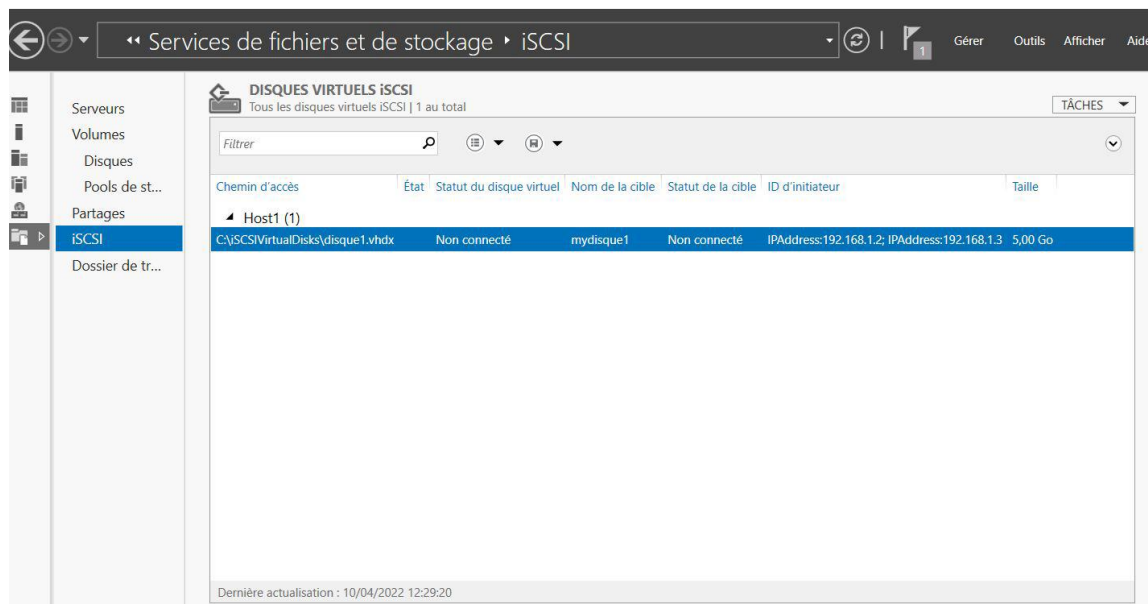 Services de fichiers et de stockage iSCSI
1 Gérer Outils Afficher Aide
Serveurs
Volumes
Disques
Pools de st...
Partages
iSCSI
Dossier de tr...
DISQUES VIRTUELS iSCSI
Tous les disques virtuels iSCSI | 1 au total
TÂCHES
Filtrer
Chemin d'accès État Statut du disque virtuel Nom de la cible Statut de la cible ID d'initiateur Taille
Host1 (1)
C:\iSCSIVirtualDisks\disque1.vhdx Non connecté mydisque1 Non connecté IPAddress:192.168.1.2; IPAddress:192.168.1.3 5,00 Go
Dernière actualisation : 10/04/2022 12:29:20